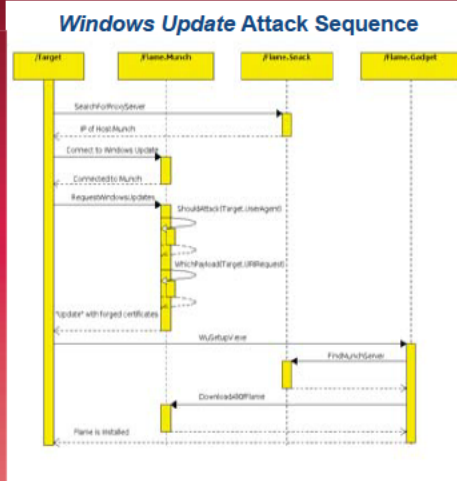 Windows Update Attack Sequence
/Target
/Flame.Munch
/Flame.Snack
/Flame.Gadget
SearchForProxyServer
IP of Host.Munch
Connect to Windows Update
Connected to Munch
RequestWindowsUpdates
ShouldAttack(Target.UserAgent)
WhichPayload(Target.URIRequest)
"Update" with forged certificates
WuSetupV.exe
FindMunchServer
DownloadAllOfFlame
Flame is Installed